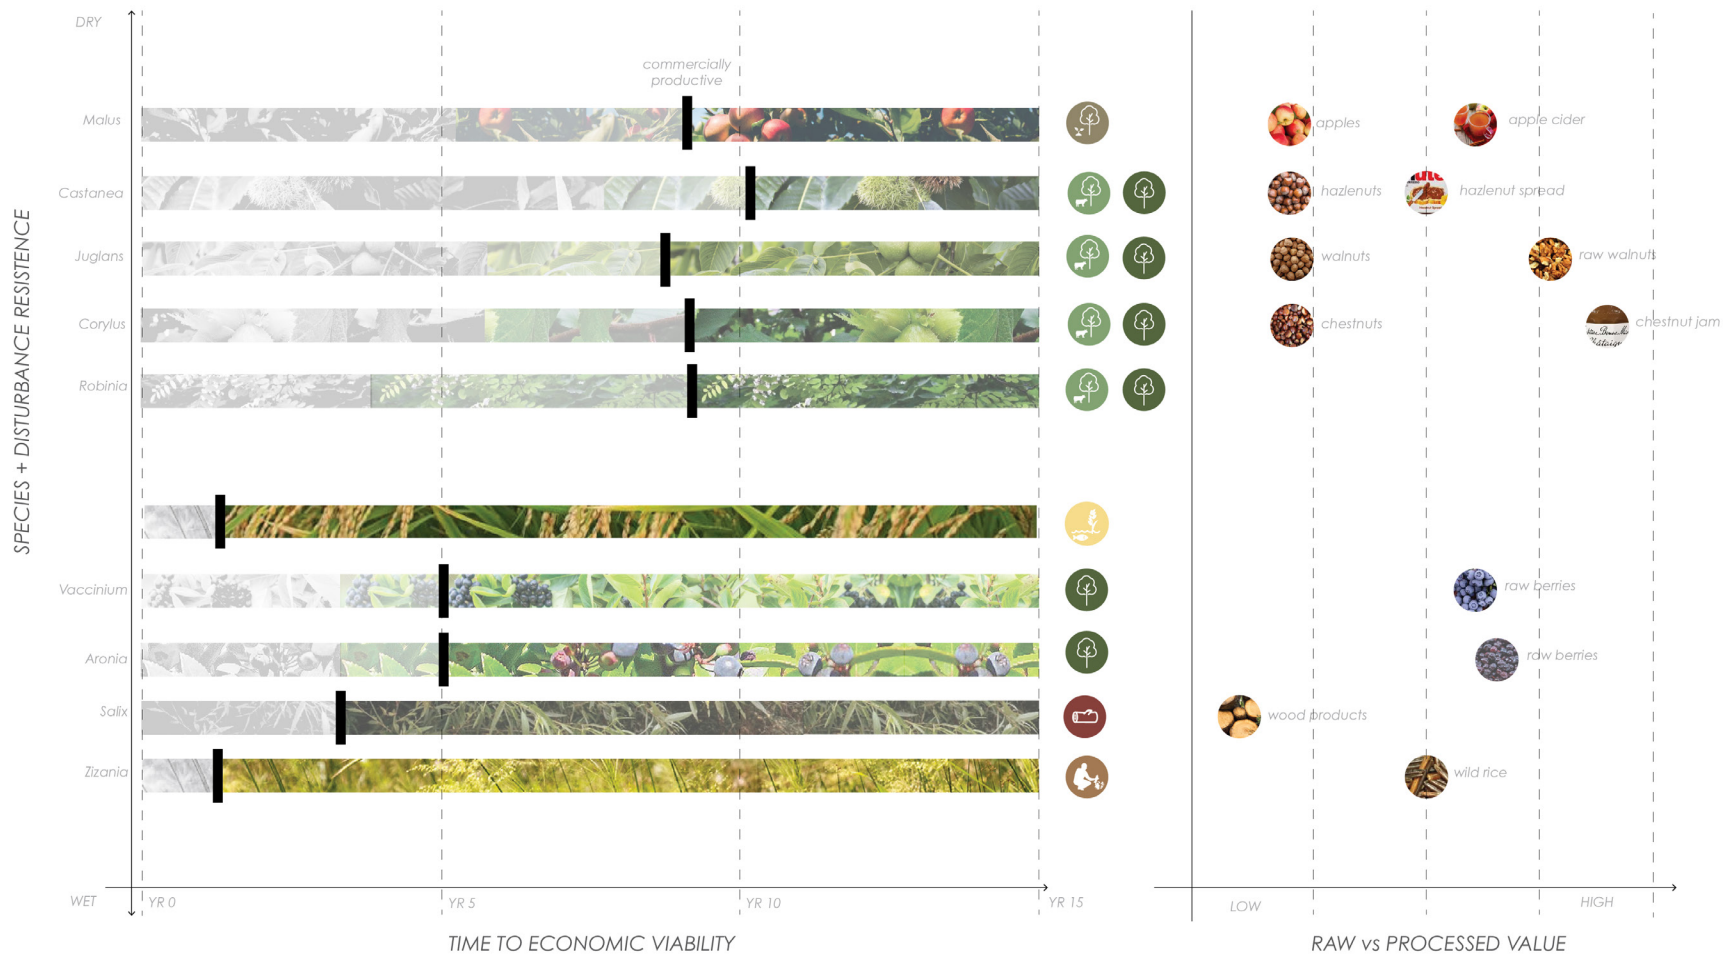 DRY
commercially
productive
Malus
apples
apple cider
Castanea
hazlenuts
hazlenut spread
Juglans
walnuts
raw walnuts
Corylus
chestnuts
chestnut jam
Robinia
SPECIES + DISTURBANCE RESISTENCE
Vaccinium
raw berries
Aronia
raw berries
Salix
wood products
Zizania
wild rice
WET
YR 0
YR 5
YR 10
YR 15
LOW
HIGH
TIME TO ECONOMIC VIABILITY
RAW vs PROCESSED VALUE